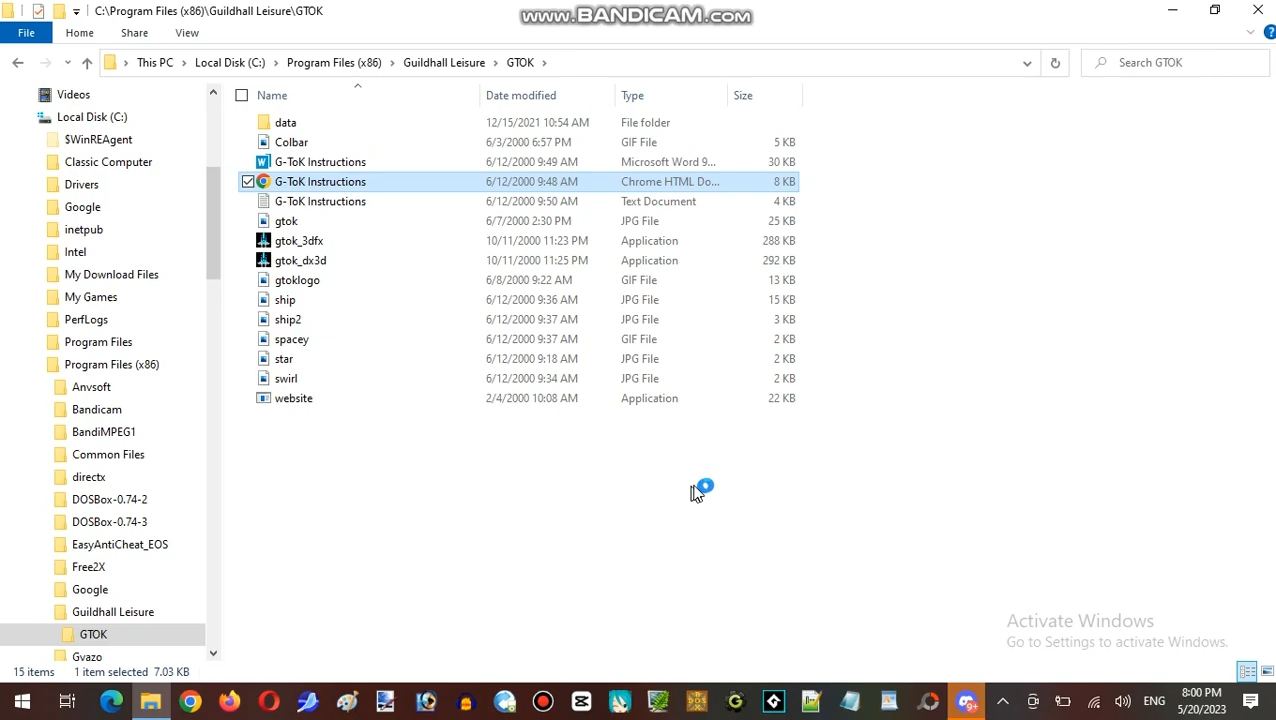 C:\Program Files (x86)\Guildhall Leisure\GTOK
www.BANDICAM.com
File Home Share View
This PC Local Disk (C:) Program Files (x86) Guildhall Leisure GTOK
Search GTOK
Name Date modified Type Size
data 12/15/2021 10:54 AM File folder
Colbar 6/3/2000 6:57 PM GIF File 5 KB
G-ToK Instructions 6/12/2000 9:49 AM Microsoft Word 9... 30 KB
G-ToK Instructions 6/12/2000 9:48 AM Chrome HTML Do... 8 KB
G-ToK Instructions 6/12/2000 9:50 AM Text Document 4 KB
gtok 6/7/2000 2:30 PM JPG File 25 KB
gtok_3dfx 10/11/2000 11:23 PM Application 288 KB
gtok_dx3d 10/11/2000 11:25 PM Application 292 KB
gtoklogo 6/8/2000 9:22 AM GIF File 13 KB
ship 6/12/2000 9:36 AM JPG File 15 KB
ship2 6/12/2000 9:37 AM JPG File 3 KB
spacey 6/12/2000 9:37 AM GIF File 2 KB
star 6/12/2000 9:18 AM JPG File 2 KB
swirl 6/12/2000 9:34 AM JPG File 2 KB
website 2/4/2000 10:08 AM Application 22 KB
Videos
Local Disk (C:)
$WinREAgent
Classic Computer
Drivers
Google
inetpub
Intel
My Download Files
My Games
PerfLogs
Program Files
Program Files (x86)
Anvsoft
Bandicam
BandiMPEG1
Common Files
directx
DOSBox-0.74-2
DOSBox-0.74-3
EasyAntiCheat_EOS
Free2X
Google
Guildhall Leisure
GTOK
Gyazo
Activate Windows
Go to Settings to activate Windows.
15 items 1 item selected 7.03 KB
9+
ENG
8:00 PM
5/20/2023